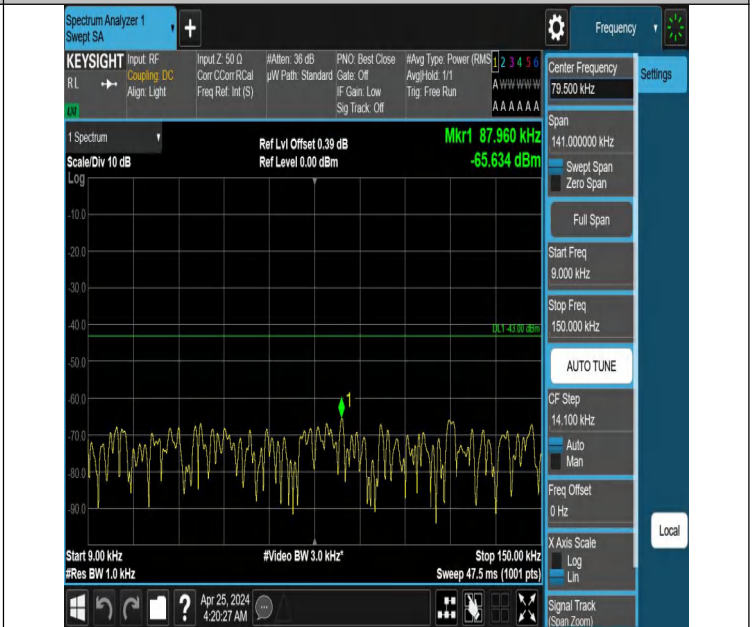 Spectrum Analyzer 1
Swept SA
+
Frequency
KEYSIGHT
RL
LXI
Input: RF
Coupling: DC
Align: Light
Input Z: 50 Ω
Corr CCorr RCal
Freq Ref: Int (S)
#Atten: 36 dB
µW Path: Standard
PNO: Best Close
Gate: Off
IF Gain: Low
Sig Track: Off
#Avg Type: Power (RMS
Avg|Hold: 1/1
Trig: Free Run
1 2 3 4 5 6
A W W W W W
A A A A A A
Center Frequency
79.500 kHz
Settings
Span
141.000000 kHz
Swept Span
Zero Span
Full Span
Start Freq
9.000 kHz
Stop Freq
150.000 kHz
AUTO TUNE
CF Step
14.100 kHz
Auto
Man
Freq Offset
0 Hz
X Axis Scale
Log
Lin
Signal Track
(Span Zoom)
Local
1 Spectrum
Scale/Div 10 dB
Log
Ref Lvl Offset 0.39 dB
Ref Level 0.00 dBm
Mkr1 87.960 kHz
-65.634 dBm
-10.0
-20.0
-30.0
-40.0
DL1 -43.00 dBm
-50.0
-60.0
1
-70.0
-80.0
-90.0
Start 9.00 kHz
#Res BW 1.0 kHz
#Video BW 3.0 kHz*
Stop 150.00 kHz
Sweep 47.5 ms (1001 pts)
?
Apr 25, 2024
4:20:27 AM